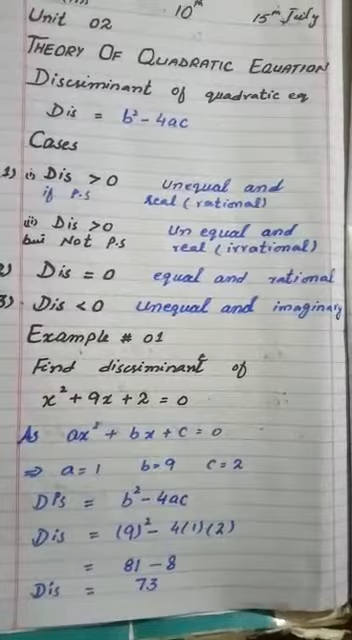 Unit 02 10th 15th July
THEORY OF QUADRATIC EQUATION
Discriminant of quadratic eq
Dis = b² - 4ac
Cases
1) i) Dis > 0 unequal and
if P.S real (rational)
ii) Dis > 0 Un equal and
but Not P.S real (irrational)
2) Dis = 0 equal and rational
3) Dis < 0 unequal and imaginary
Example # 01
Find discriminant of
x² + 9x + 2 = 0
As ax² + bx + c = 0
⇒ a = 1 b = 9 c = 2
Dis = b² - 4ac
Dis = (9)² - 4(1)(2)
= 81 - 8
Dis = 73